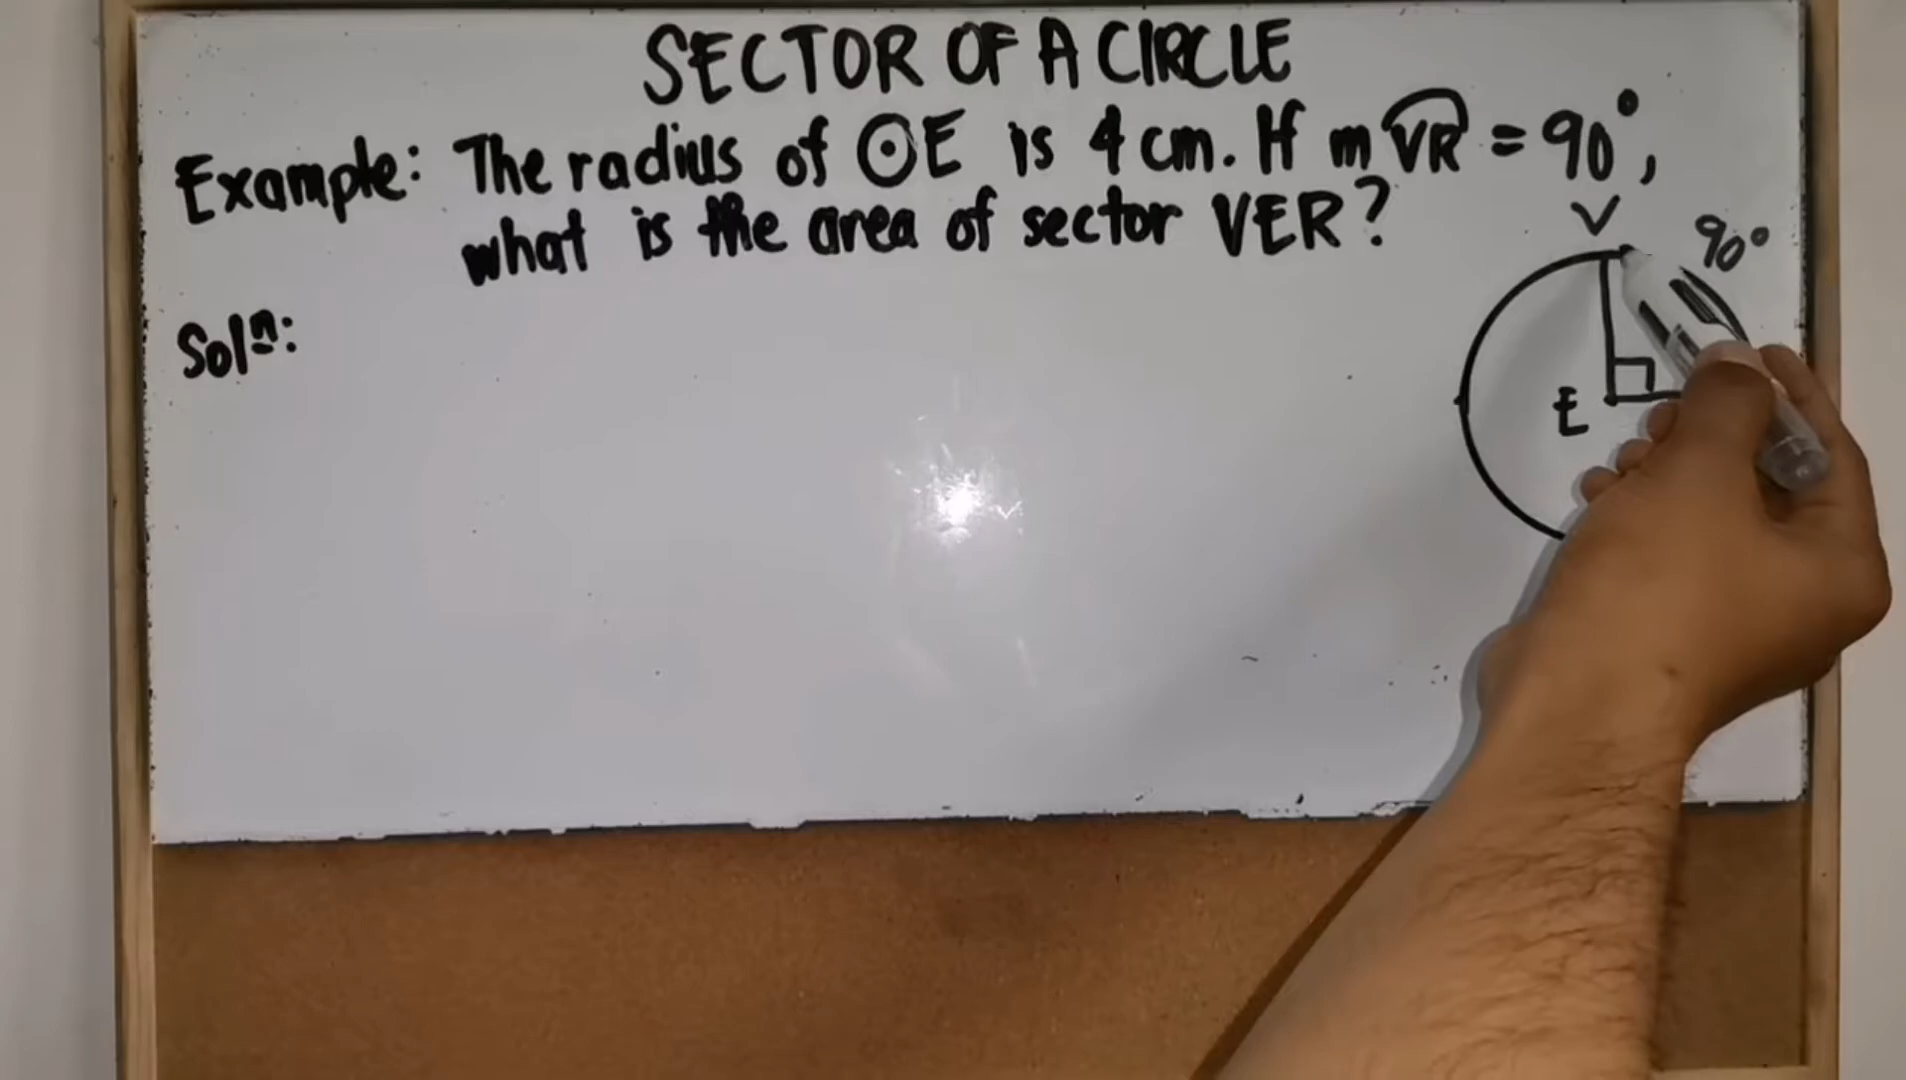 SECTOR OF A CIRCLE
Example: The radius of ⊙E is 4 cm. If m VR = 90°,
what is the area of sector VER?
V
90°
Solⁿ:
E